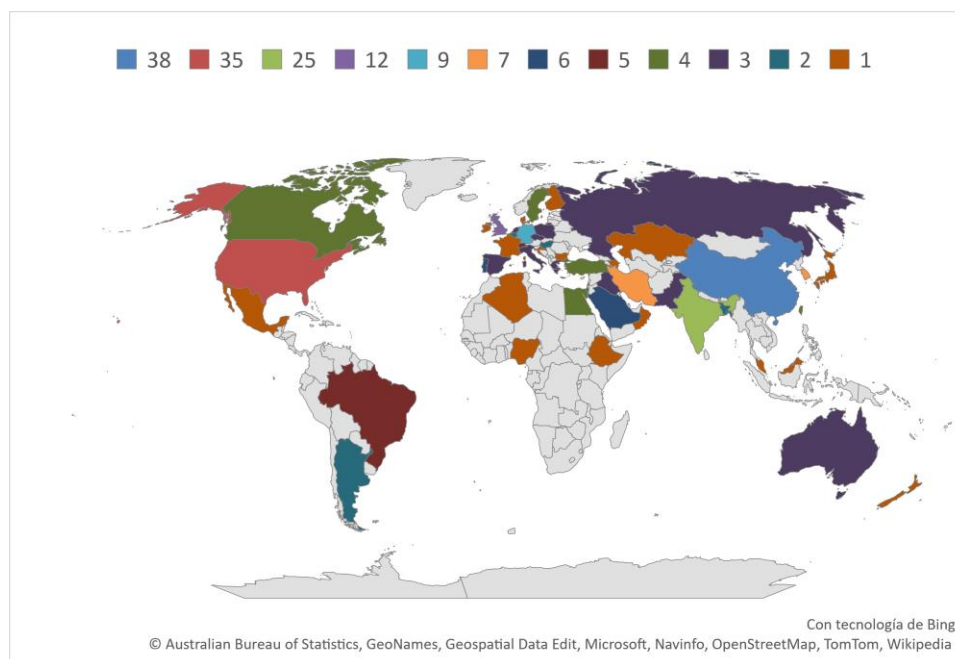 38 35 25 12 9 7 6 5 4 3 2 1
Con tecnología de Bing
© Australian Bureau of Statistics, GeoNames, Geospatial Data Edit, Microsoft, Navinfo, OpenStreetMap, TomTom, Wikipedia